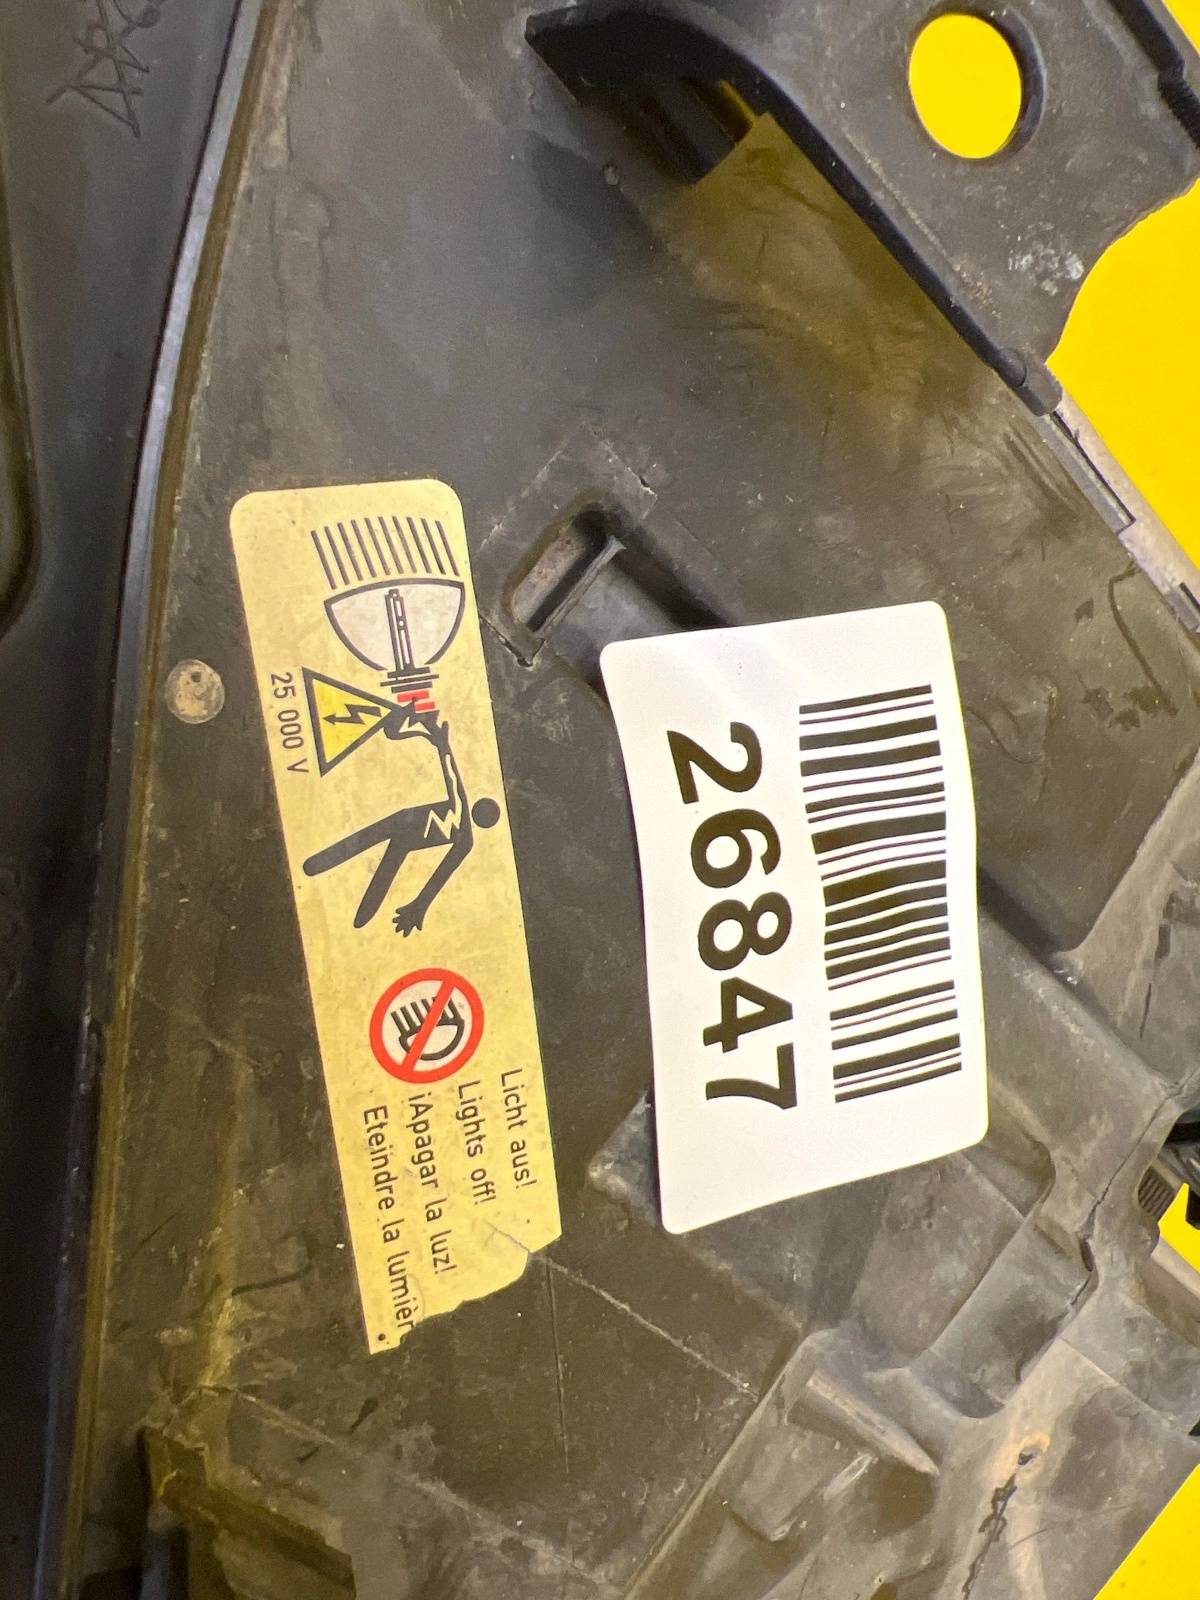 26847
25 000 V
Licht aus!
Lights off!
¡Apagar la luz!
Eteindre la lumièr